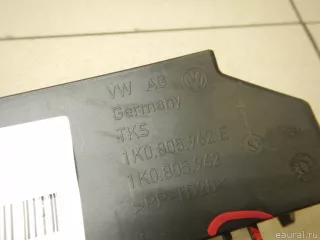 VW AG
Germany
TKS
1K0.805.962.E
1K0.805.962
eaural.ru